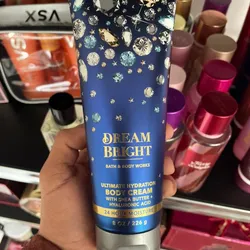 XSA
DREAM
BRIGHT
BATH & BODY WORKS
ULTIMATE HYDRATION
BODY CREAM
WITH SHEA BUTTER +
HYALURONIC ACID
24 HOUR MOISTURE
8 OZ / 226 g